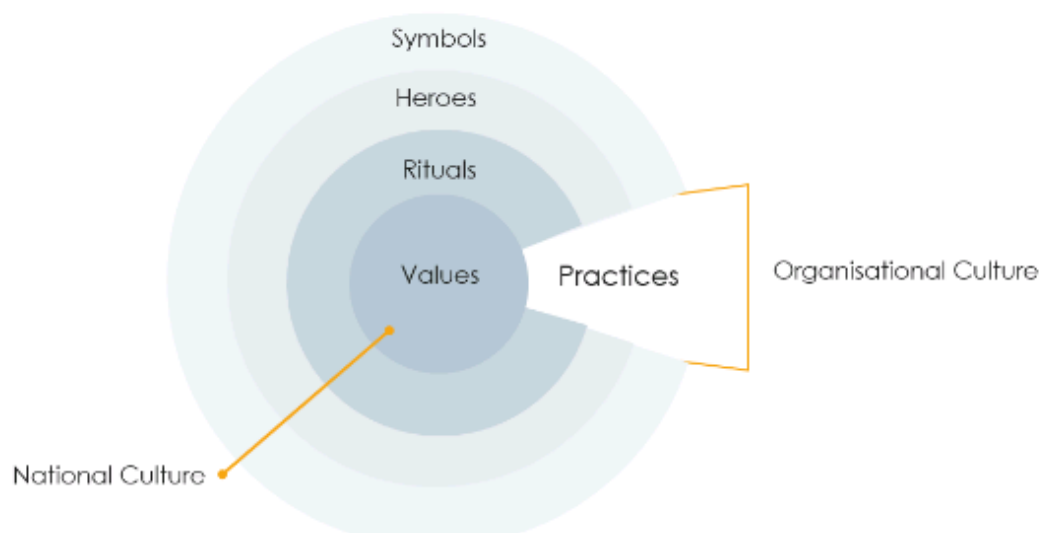 Symbols
Heroes
Rituals
Values
Practices
Organisational Culture
National Culture